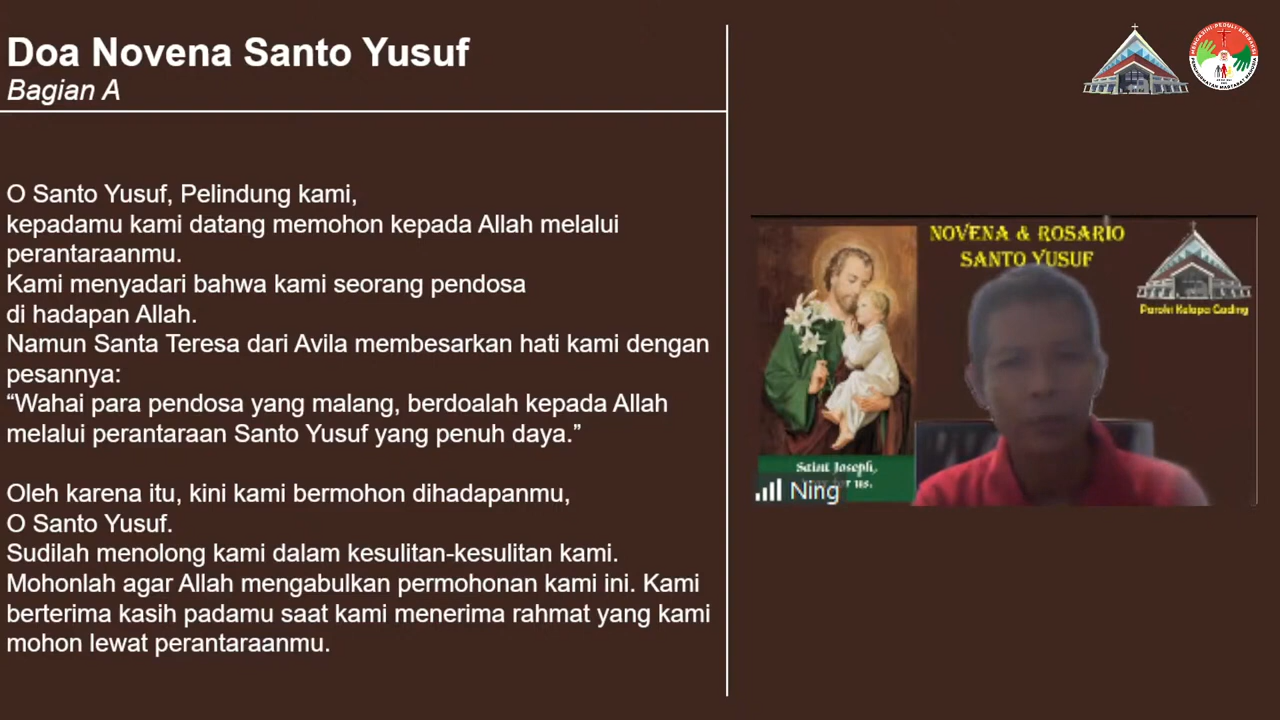 Doa Novena Santo Yusuf
Bagian A
O Santo Yusuf, Pelindung kami,
kepadamu kami datang memohon kepada Allah melalui
perantaraanmu.
Kami menyadari bahwa kami seorang pendosa
di hadapan Allah.
Namun Santa Teresa dari Avila membesarkan hati kami dengan
pesannya:
“Wahai para pendosa yang malang, berdoalah kepada Allah
melalui perantaraan Santo Yusuf yang penuh daya.”
Oleh karena itu, kini kami bermohon dihadapanmu,
O Santo Yusuf.
Sudilah menolong kami dalam kesulitan-kesulitan kami.
Mohonlah agar Allah mengabulkan permohonan kami ini. Kami
berterima kasih padamu saat kami menerima rahmat yang kami
mohon lewat perantaraanmu.
NOVENA & ROSARIO
SANTO YUSUF
Paroki Kelapa Gading
Saint Joseph,
for us.
Ning